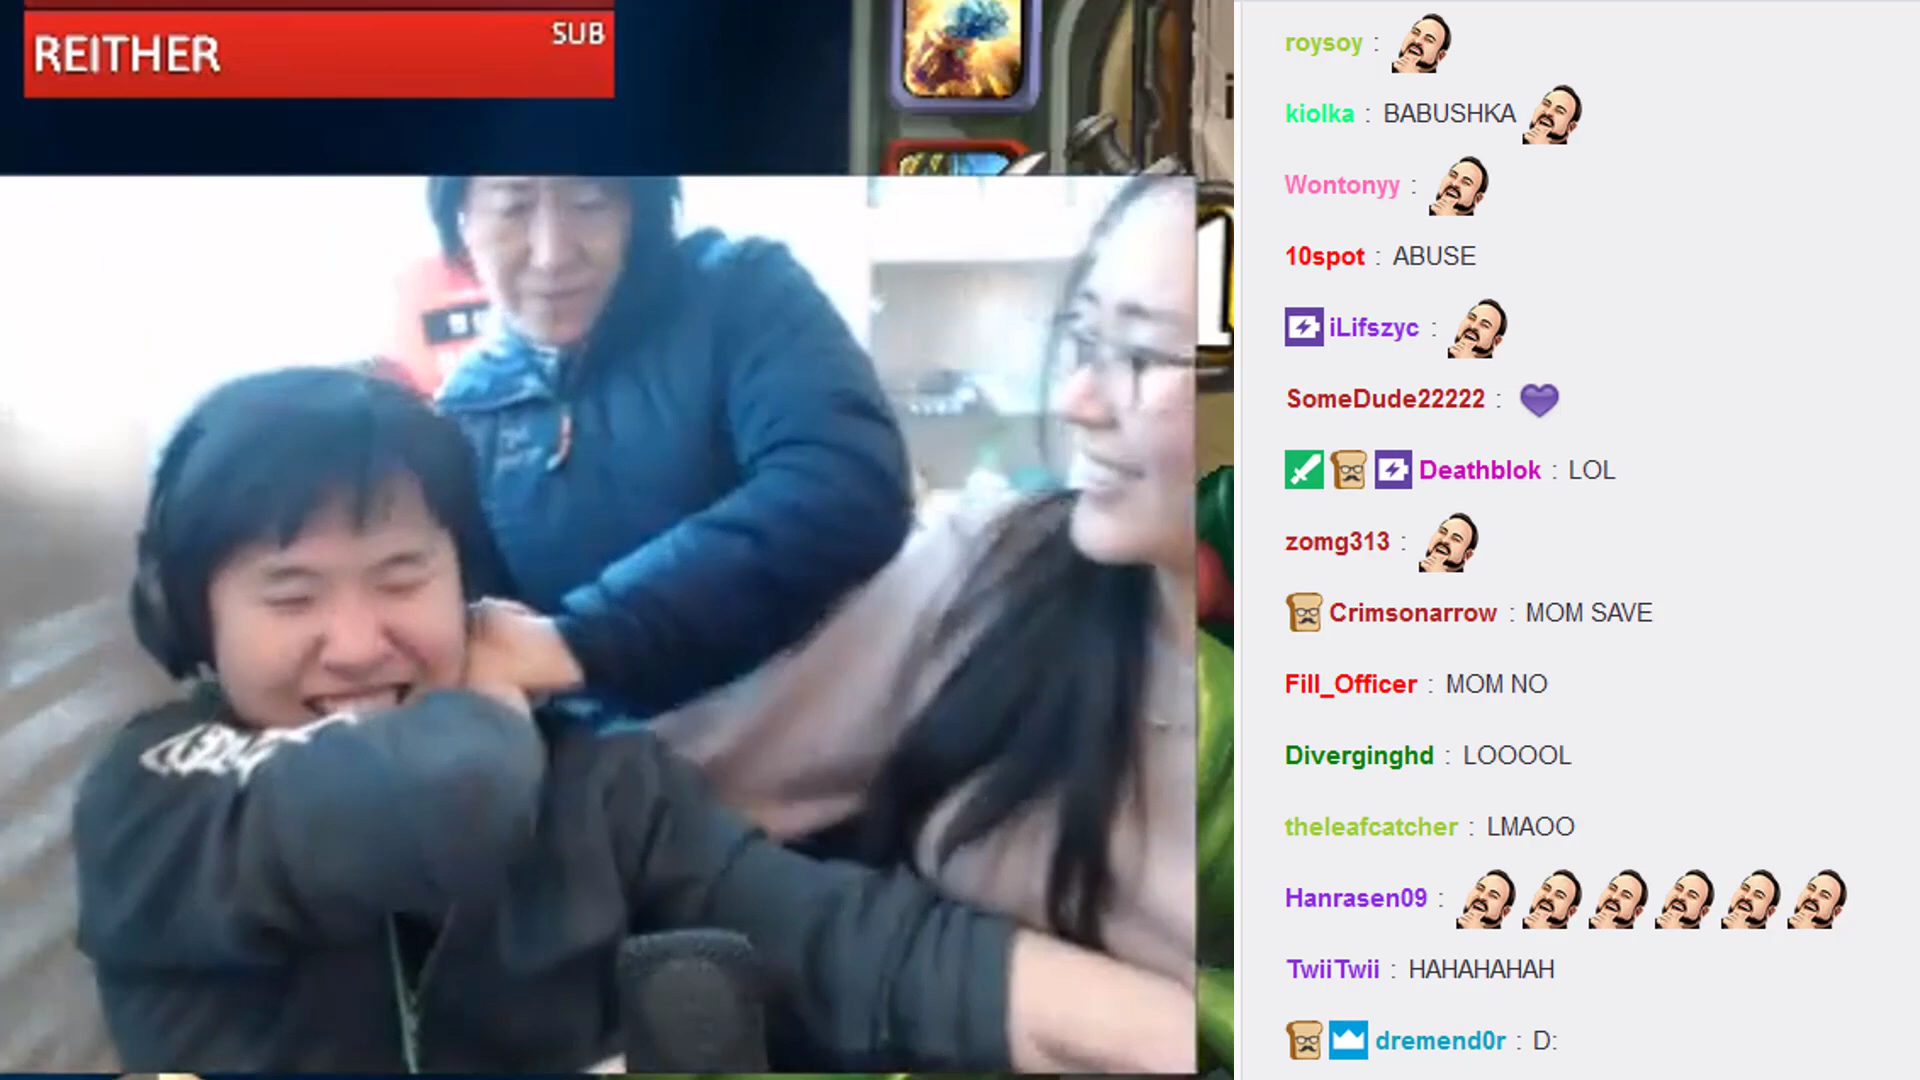 REITHER
SUB
roysoy :
kiolka : BABUSHKA
Wontonyy :
10spot : ABUSE
iLifszyc :
SomeDude22222 :
Deathblok : LOL
zomg313 :
Crimsonarrow : MOM SAVE
Fill_Officer : MOM NO
Diverginghd : LOOOOL
theleafcatcher : LMAOO
Hanrasen09 :
TwiiTwii : HAHAHAHAH
dremend0r : D: